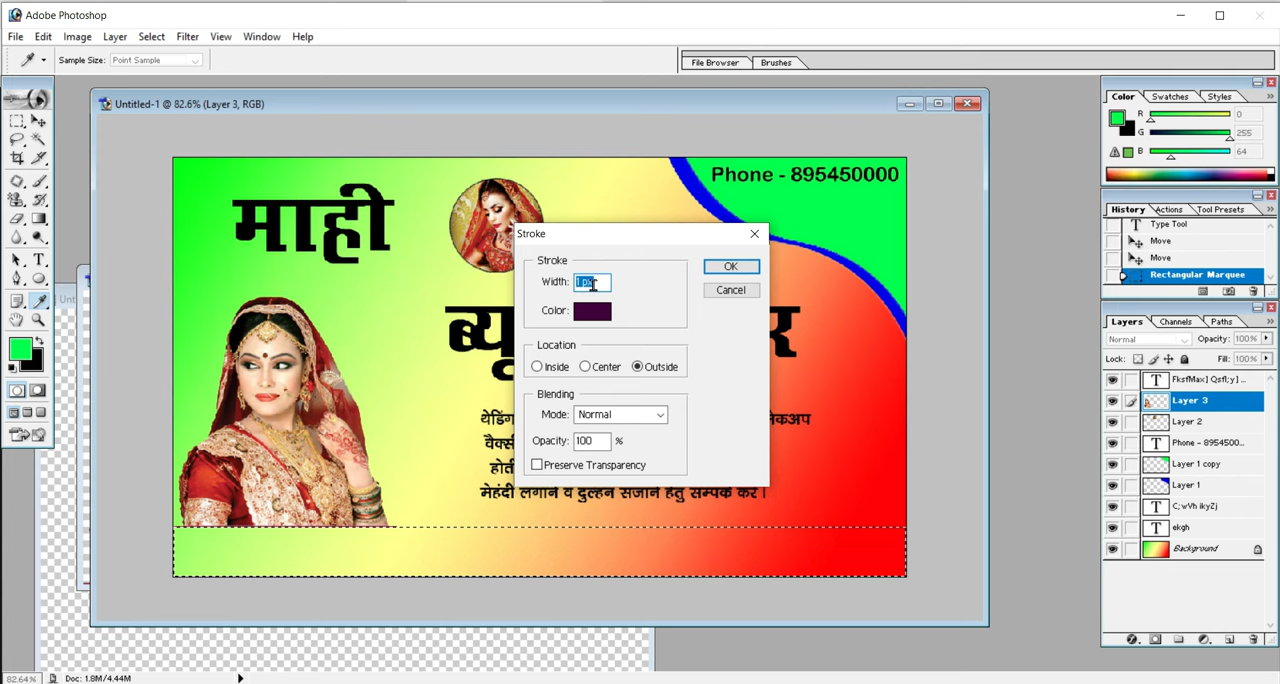 Adobe Photoshop
File Edit Image Layer Select Filter View Window Help
Sample Size: Point Sample
File Browser Brushes
Untitled-1 @ 82.6% (Layer 3, RGB)
Phone - 895450000
माही
Stroke
Stroke
Width: 1 px
Color:
OK
Cancel
Location
Inside Center Outside
Blending
Mode: Normal
Opacity: 100 %
Preserve Transparency
ब्यू
र
थेडिंग
मेकअप
वैक्स
होती
मेहंदी लगाने व दुल्हन सजाने हेतु सम्पर्क करें ।
Color Swatches Styles
R 0
G 255
B 64
History Actions Tool Presets
Type Tool
Move
Move
Rectangular Marquee
Layers Channels Paths
Normal Opacity: 100%
Lock: Fill: 100%
FksfMax] Qsfl;y] ...
Layer 3
Layer 2
Phone - 8954500...
Layer 1 copy
Layer 1
C;wVh ikyZj
ekgh
Background
82.64% Doc: 1.8M/4.44M